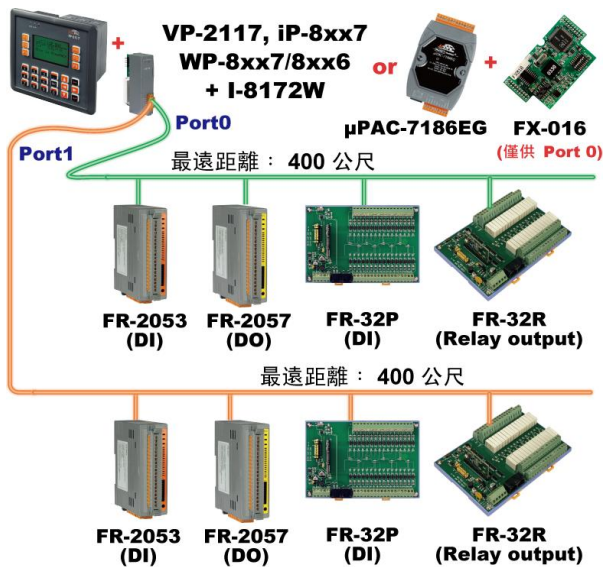 VP-2117, iP-8xx7
WP-8xx7/8xx6
+ I-8172W
+
or
+
μPAC-7186EG
FX-016
(僅供 Port 0)
Port0
Port1
最遠距離： 400 公尺
FR-2053
(DI)
FR-2057
(DO)
FR-32P
(DI)
FR-32R
(Relay output)
最遠距離： 400 公尺
FR-2053
(DI)
FR-2057
(DO)
FR-32P
(DI)
FR-32R
(Relay output)